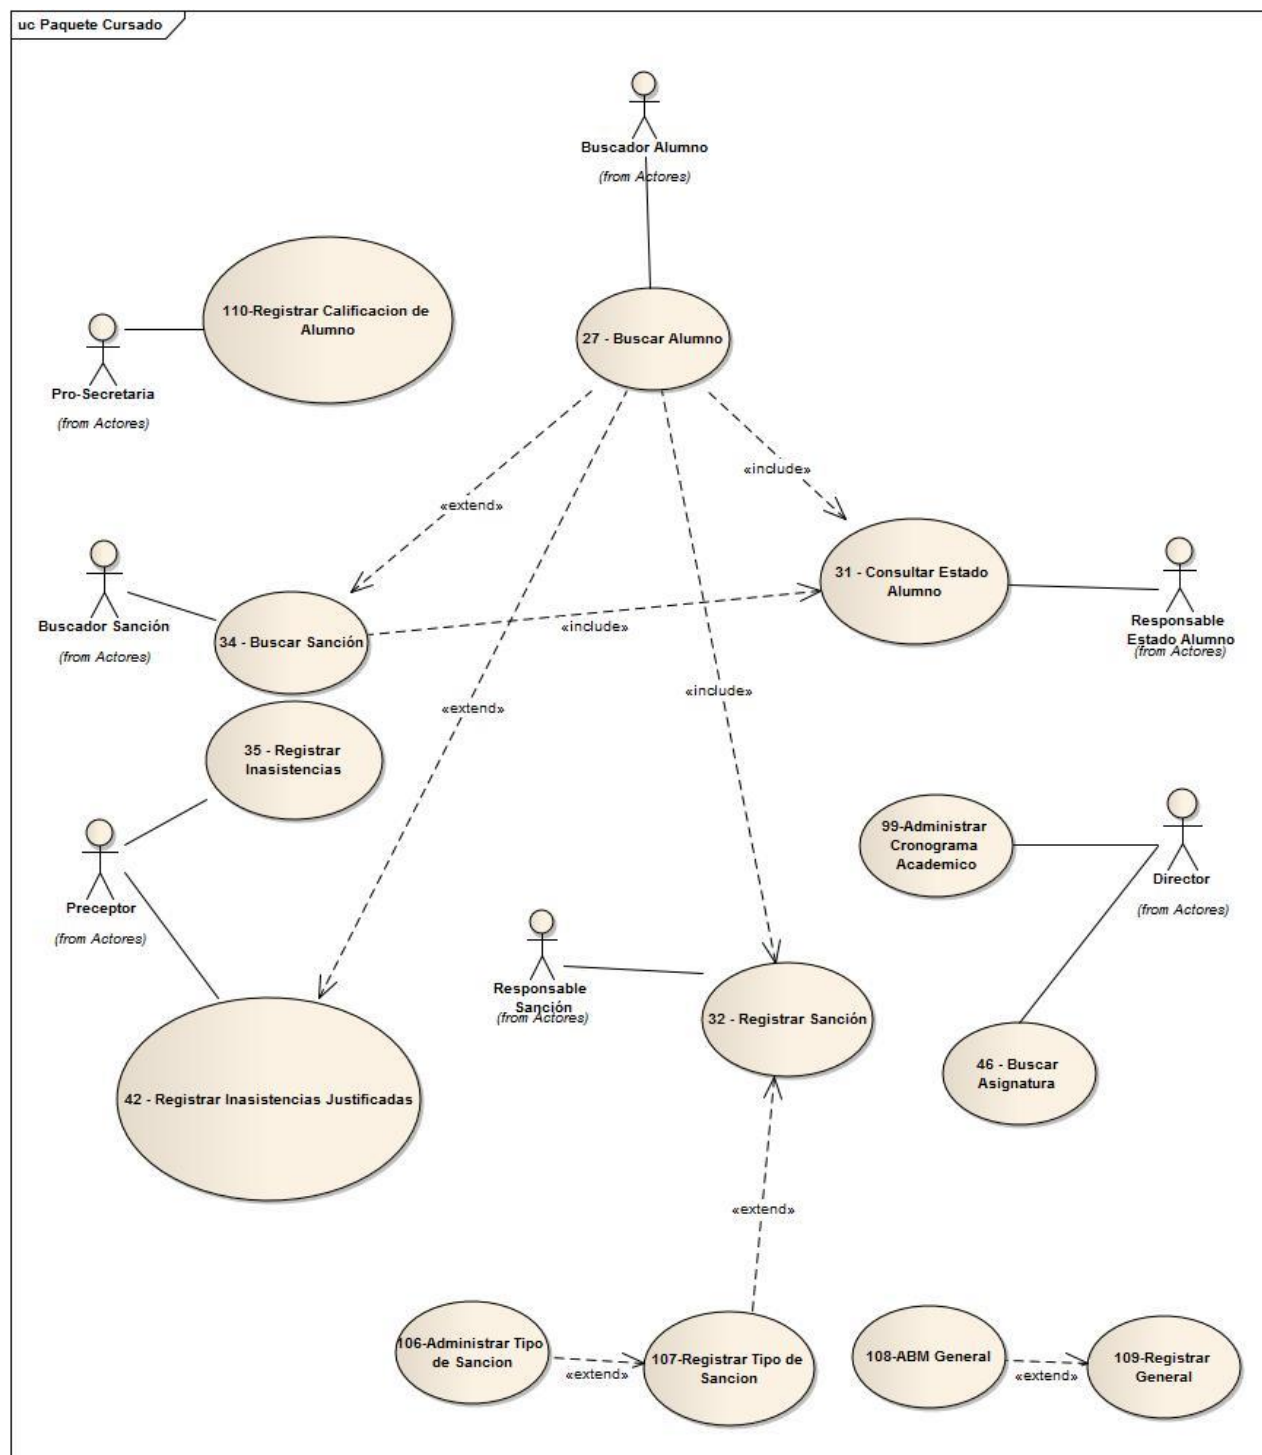 uc Paquete Cursado
Buscador Alumno
(from Actores)
110-Registrar Calificacion de
Alumno
27 - Buscar Alumno
Pro-Secretaria
(from Actores)
«include»
«extend»
31 - Consultar Estado
Alumno
Buscador Sanción
(from Actores)
34 - Buscar Sanción
«include»
Responsable
Estado Alumno
(from Actores)
«include»
«extend»
35 - Registrar
Inasistencias
99-Administrar
Cronograma
Academico
Preceptor
(from Actores)
Director
(from Actores)
Responsable
Sanción
(from Actores)
32 - Registrar Sanción
46 - Buscar
Asignatura
42 - Registrar Inasistencias Justificadas
«extend»
106-Administrar Tipo
de Sancion
«extend»
107-Registrar Tipo de
Sancion
108-ABM General
«extend»
109-Registrar
General